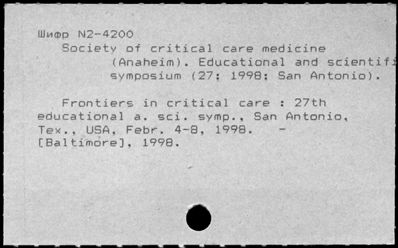 Шифр N2-4200
Society of critical care medicine
(Anaheim). Educational and scientifi
symposium (27; 1998; San Antonio).
Frontiers in critical care : 27th
educational a. sci. symp., San Antonio,
Tex., USA, Febr. 4-8, 1998. -
[Baltimore], 1998.